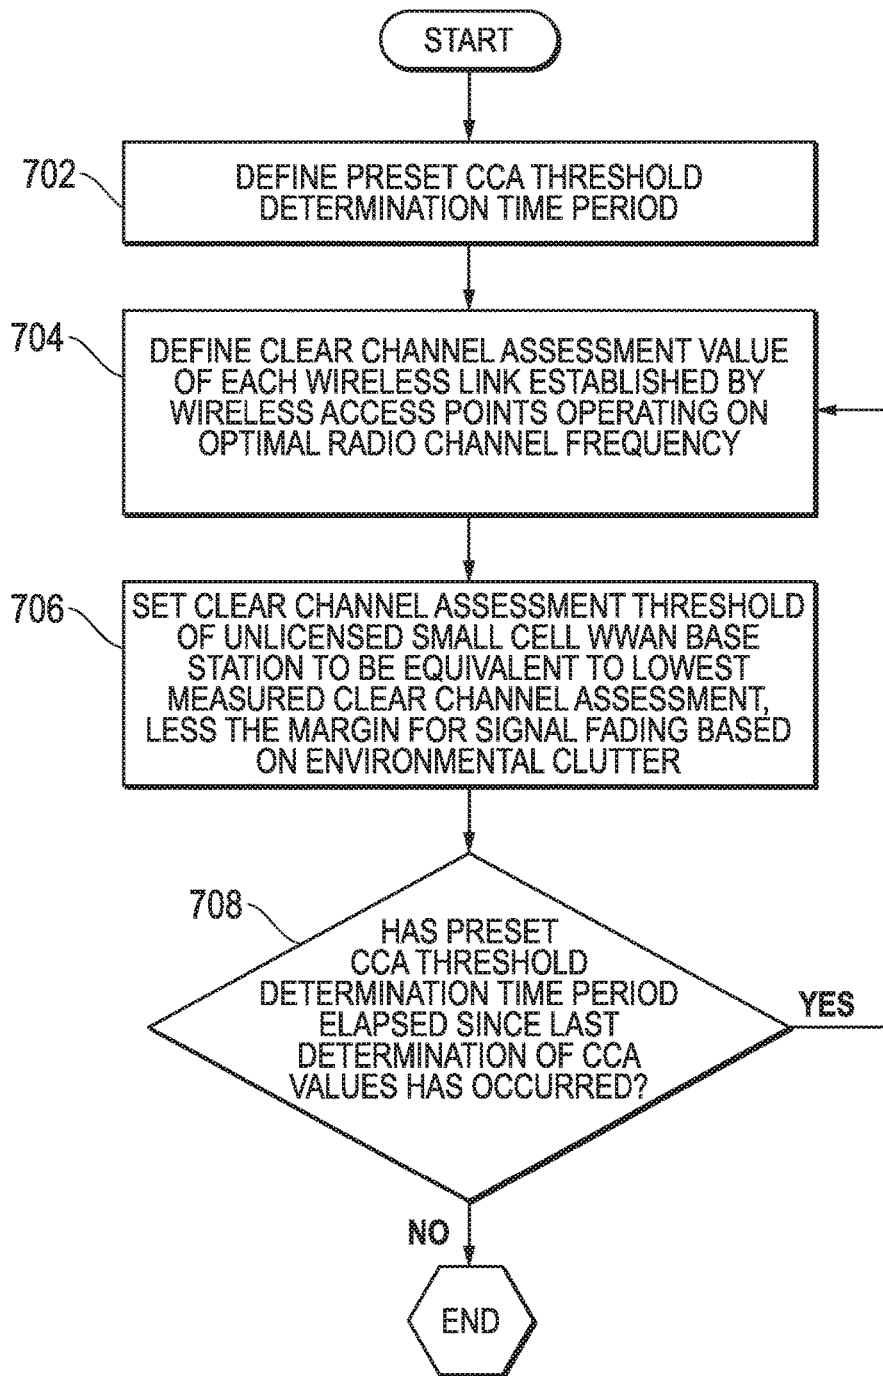 START
702
DEFINE PRESET CCA THRESHOLD
DETERMINATION TIME PERIOD
704
DEFINE CLEAR CHANNEL ASSESSMENT VALUE
OF EACH WIRELESS LINK ESTABLISHED BY
WIRELESS ACCESS POINTS OPERATING ON
OPTIMAL RADIO CHANNEL FREQUENCY
706
SET CLEAR CHANNEL ASSESSMENT THRESHOLD
OF UNLICENSED SMALL CELL WWAN BASE
STATION TO BE EQUIVALENT TO LOWEST
MEASURED CLEAR CHANNEL ASSESSMENT,
LESS THE MARGIN FOR SIGNAL FADING BASED
ON ENVIRONMENTAL CLUTTER
708
HAS PRESET
CCA THRESHOLD
DETERMINATION TIME PERIOD
ELAPSED SINCE LAST
DETERMINATION OF CCA
VALUES HAS OCCURRED?
YES
NO
END